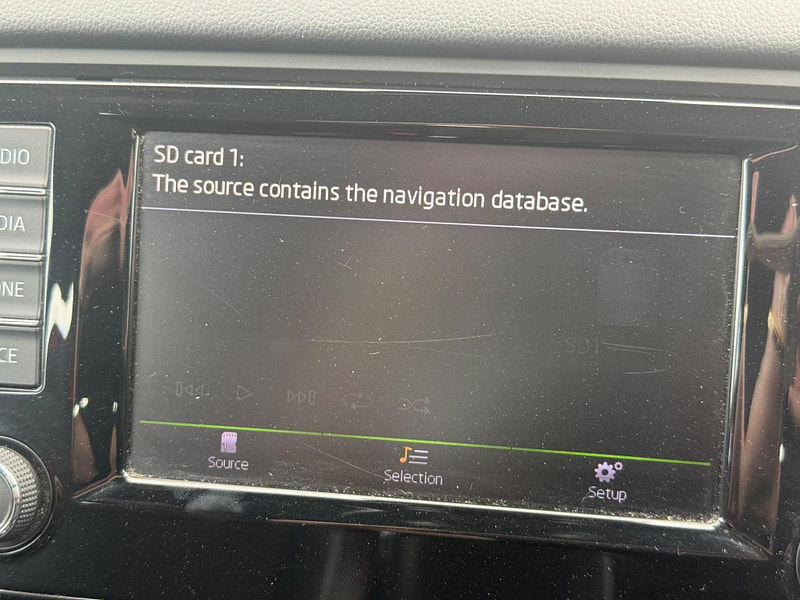 SD card 1:
The source contains the navigation database.
DIO
DIA
ONE
CE
SD1
Source
Selection
Setup